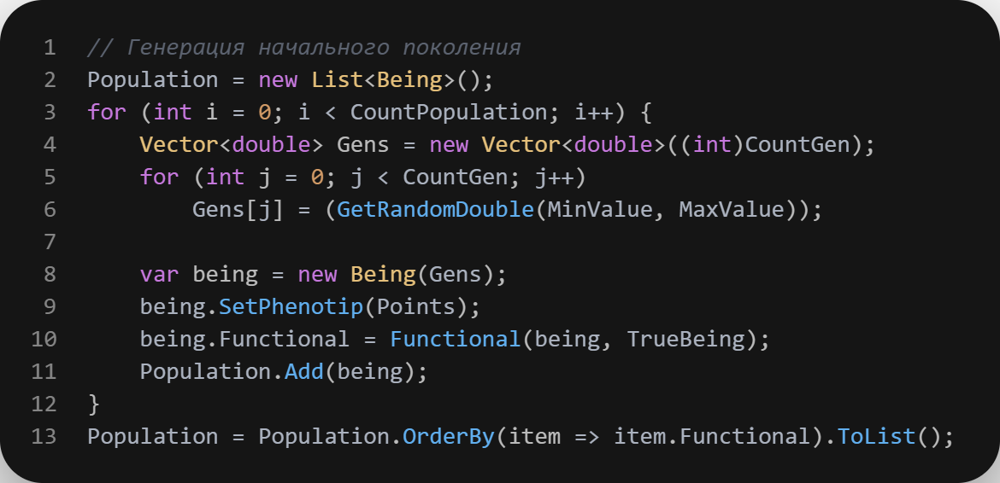 1 // Генерация начального поколения
2 Population = new List<Being>();
3 for (int i = 0; i < CountPopulation; i++) {
4     Vector<double> Gens = new Vector<double>((int)CountGen);
5     for (int j = 0; j < CountGen; j++)
6         Gens[j] = (GetRandomDouble(MinValue, MaxValue));
7
8     var being = new Being(Gens);
9     being.SetPhenotip(Points);
10     being.Functional = Functional(being, TrueBeing);
11     Population.Add(being);
12 }
13 Population = Population.OrderBy(item => item.Functional).ToList();